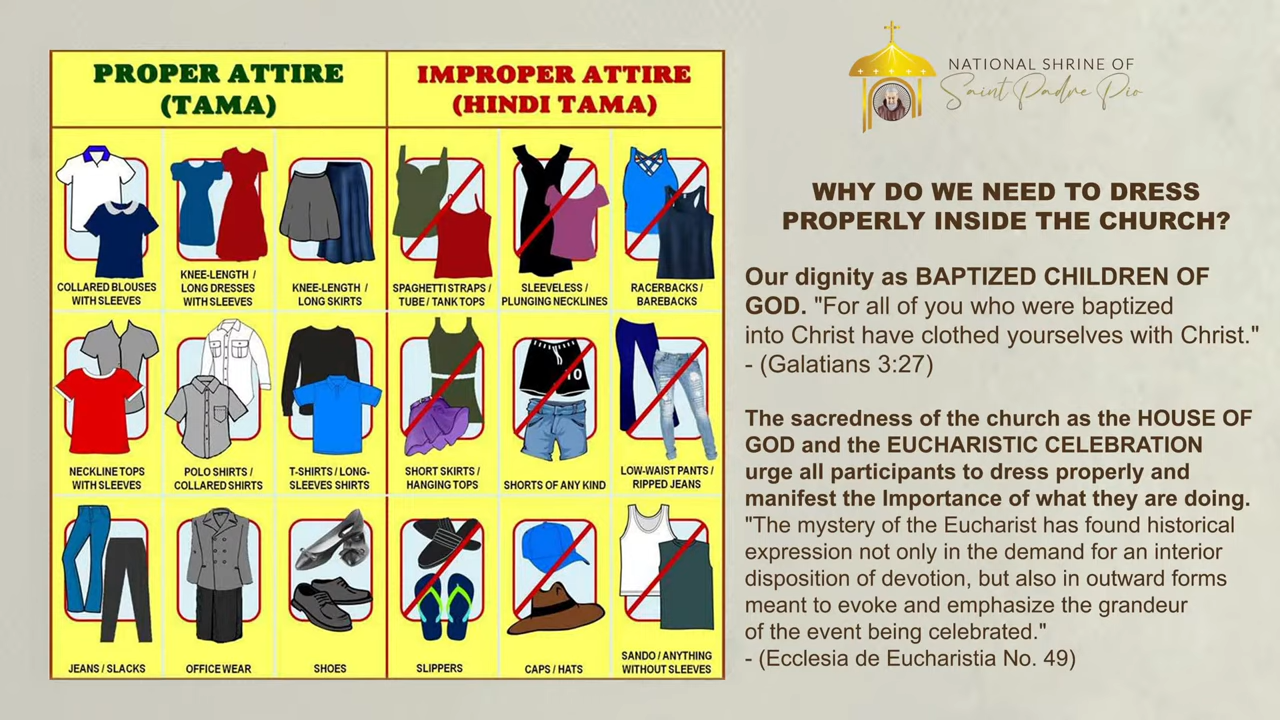 PROPER ATTIRE
(TAMA)
IMPROPER ATTIRE
(HINDI TAMA)
COLLARED BLOUSES
WITH SLEEVES
KNEE-LENGTH /
LONG DRESSES
WITH SLEEVES
KNEE-LENGTH /
LONG SKIRTS
SPAGHETTI STRAPS /
TUBE / TANK TOPS
SLEEVELESS /
PLUNGING NECKLINES
RACERBACKS /
BAREBACKS
NECKLINE TOPS
WITH SLEEVES
POLO SHIRTS /
COLLARED SHIRTS
T-SHIRTS / LONG-
SLEEVES SHIRTS
SHORT SKIRTS /
HANGING TOPS
10
SHORTS OF ANY KIND
LOW-WAIST PANTS /
RIPPED JEANS
JEANS / SLACKS
OFFICE WEAR
SHOES
SLIPPERS
CAPS / HATS
SANDO / ANYTHING
WITHOUT SLEEVES
NATIONAL SHRINE OF
Saint Padre Pio
WHY DO WE NEED TO DRESS
PROPERLY INSIDE THE CHURCH?
Our dignity as BAPTIZED CHILDREN OF
GOD. "For all of you who were baptized
into Christ have clothed yourselves with Christ."
- (Galatians 3:27)
The sacredness of the church as the HOUSE OF
GOD and the EUCHARISTIC CELEBRATION
urge all participants to dress properly and
manifest the Importance of what they are doing.
"The mystery of the Eucharist has found historical
expression not only in the demand for an interior
disposition of devotion, but also in outward forms
meant to evoke and emphasize the grandeur
of the event being celebrated."
- (Ecclesia de Eucharistia No. 49)